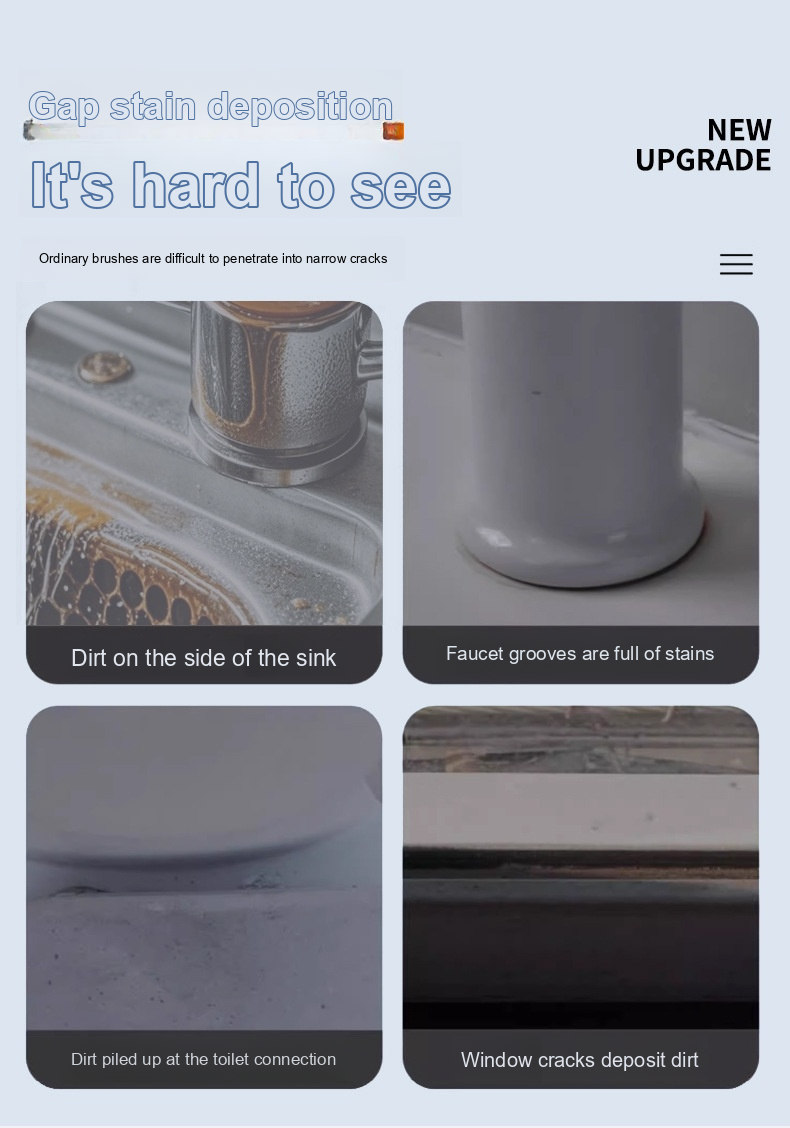 Gap stain deposition
It's hard to see
NEW
UPGRADE
Ordinary brushes are difficult to penetrate into narrow cracks
Dirt on the side of the sink
Faucet grooves are full of stains
Dirt piled up at the toilet connection
Window cracks deposit dirt